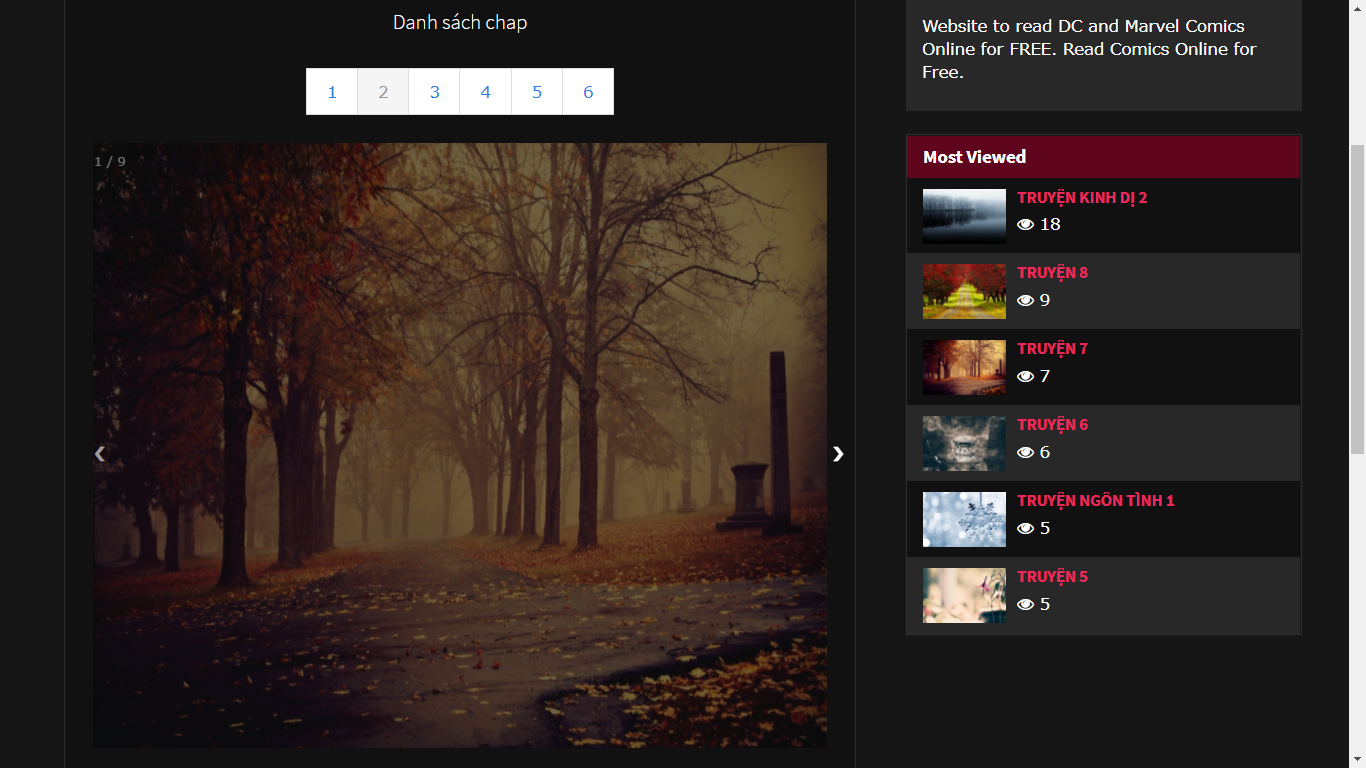 Danh sách chap
1 2 3 4 5 6
1 / 9
❮ ❯
Website to read DC and Marvel Comics
Online for FREE. Read Comics Online for
Free.
Most Viewed
TRUYỆN KINH DỊ 2
18
TRUYỆN 8
9
TRUYỆN 7
7
TRUYỆN 6
6
TRUYỆN NGÔN TÌNH 1
5
TRUYỆN 5
5